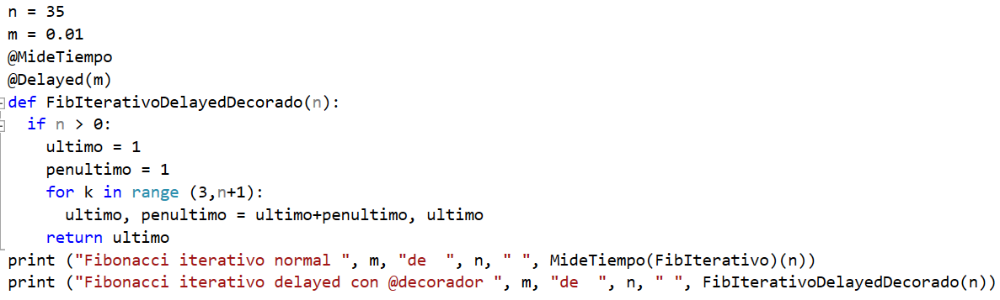 n = 35
m = 0.01
@MideTiempo
@Delayed(m)
def FibIterativoDelayedDecorado(n):
  if n > 0:
    ultimo = 1
    penultimo = 1
    for k in range (3,n+1):
      ultimo, penultimo = ultimo+penultimo, ultimo
    return ultimo
print ("Fibonacci iterativo normal ", m, "de  ", n, " ", MideTiempo(FibIterativo)(n))
print ("Fibonacci iterativo delayed con @decorador ", m, "de  ", n, " ", FibIterativoDelayedDecorado(n))